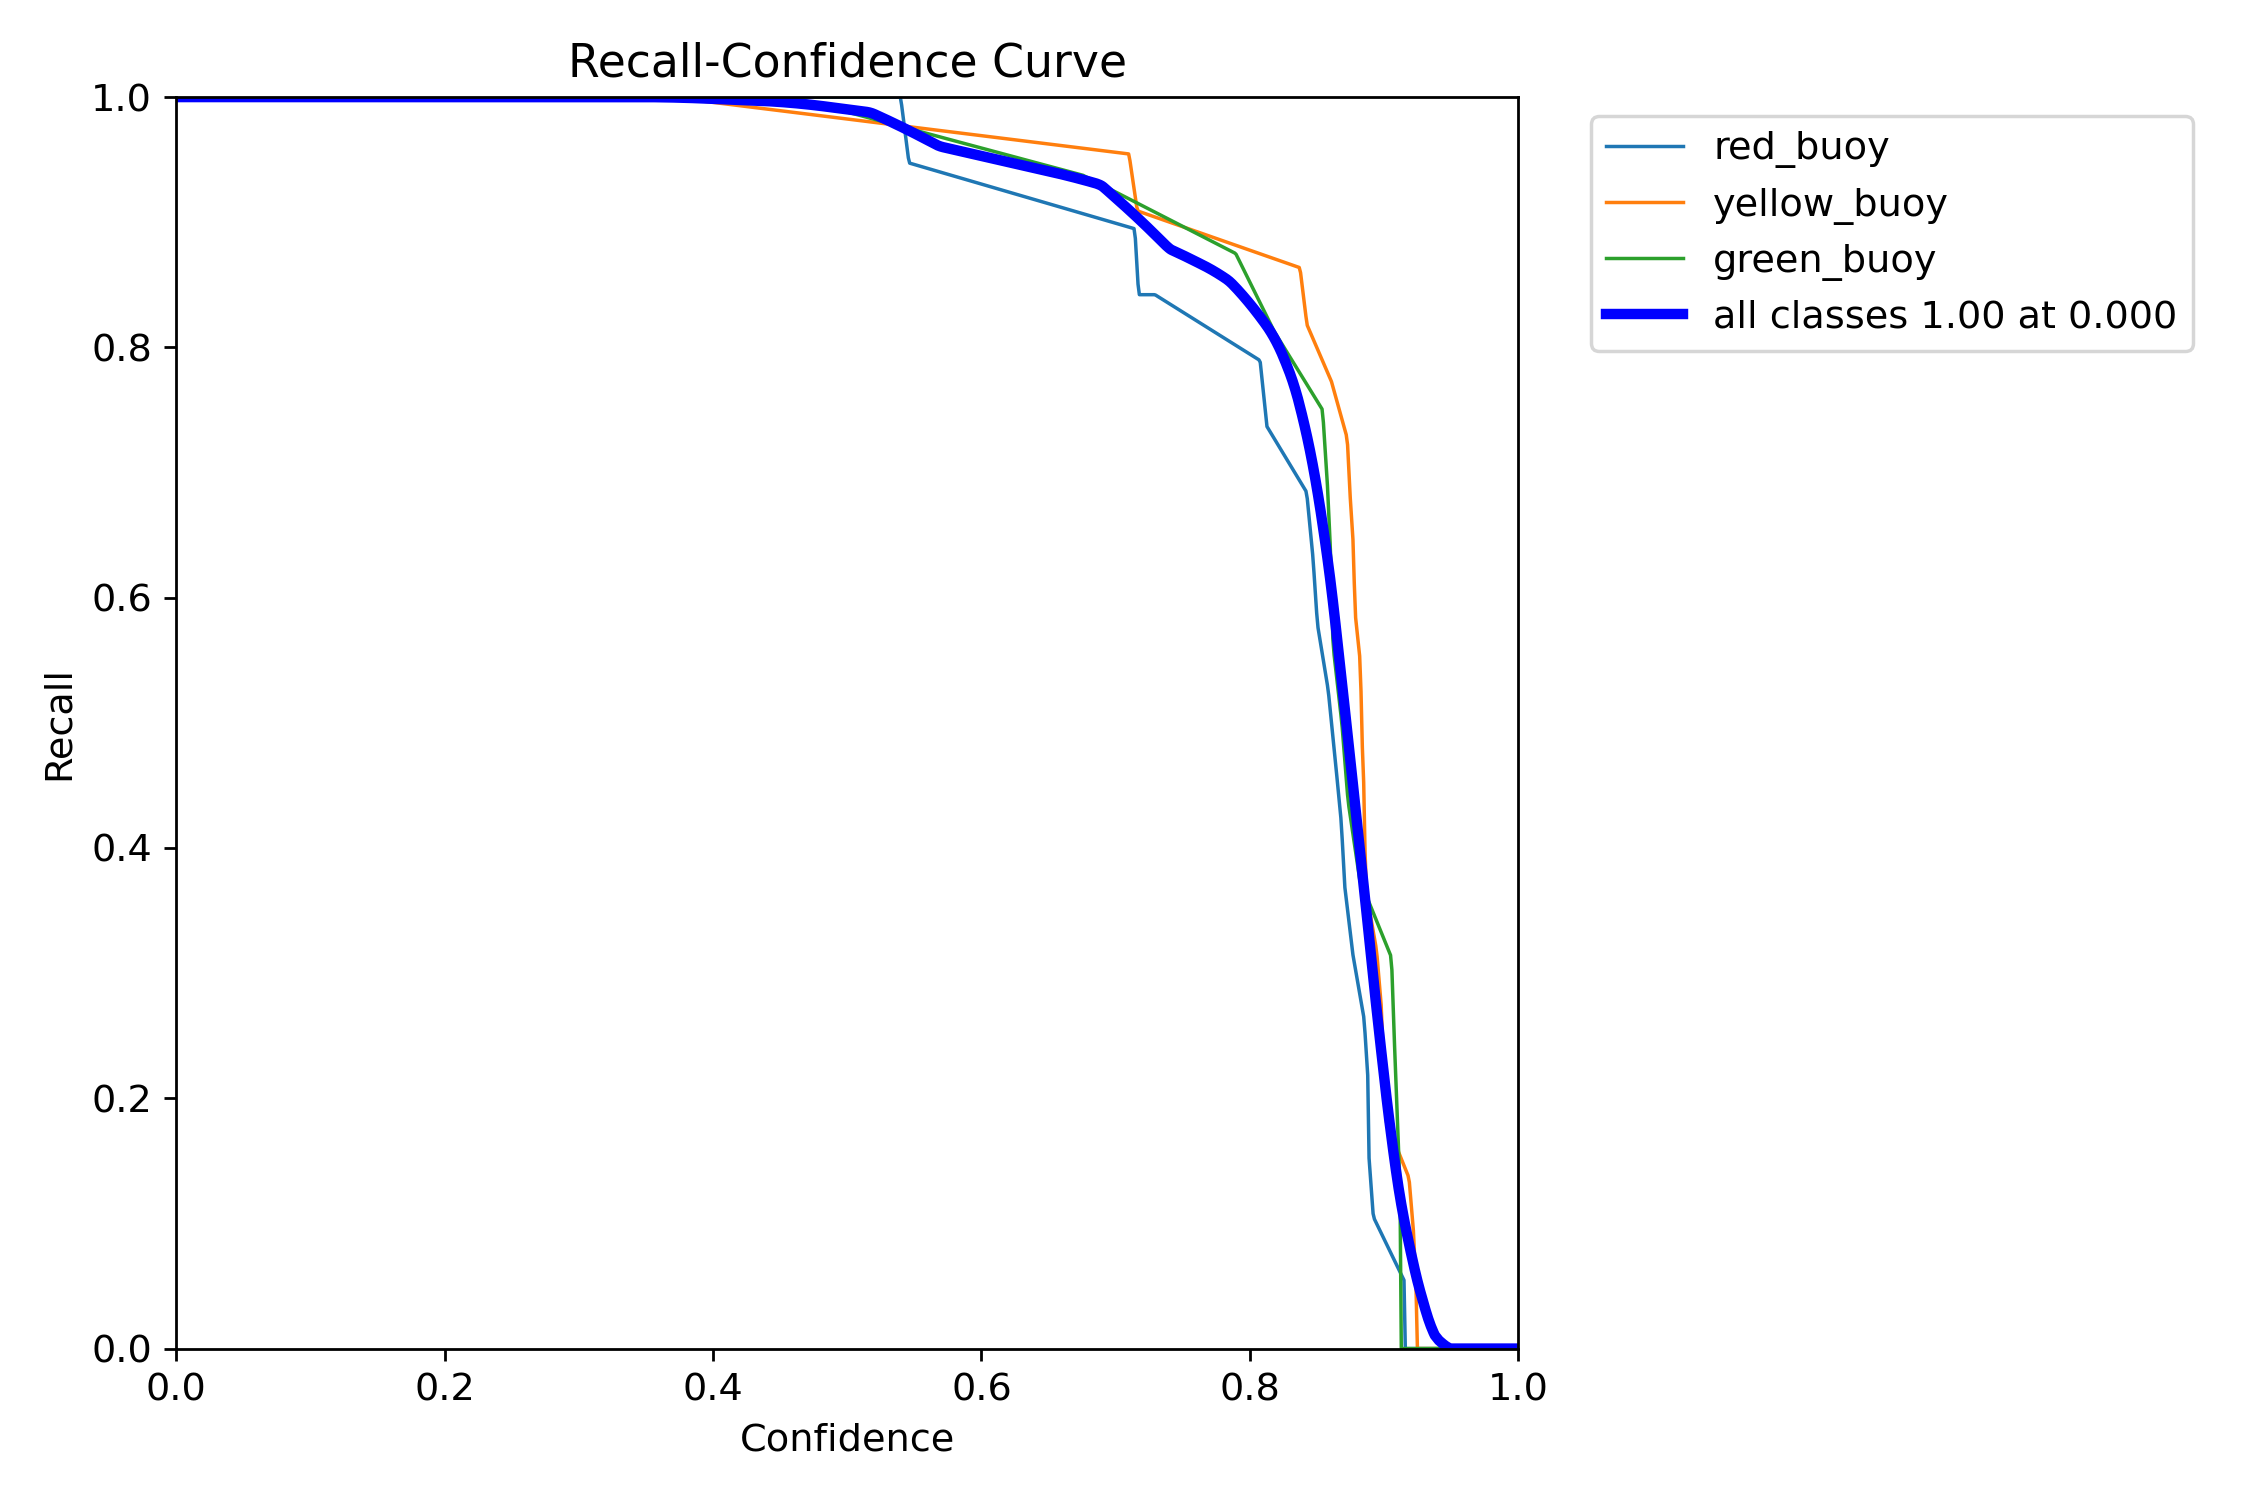 Recall-Confidence Curve
1.0
0.8
0.6
0.4
0.2
0.0
Recall
0.0 0.2 0.4 0.6 0.8 1.0
Confidence
red_buoy
yellow_buoy
green_buoy
all classes 1.00 at 0.000